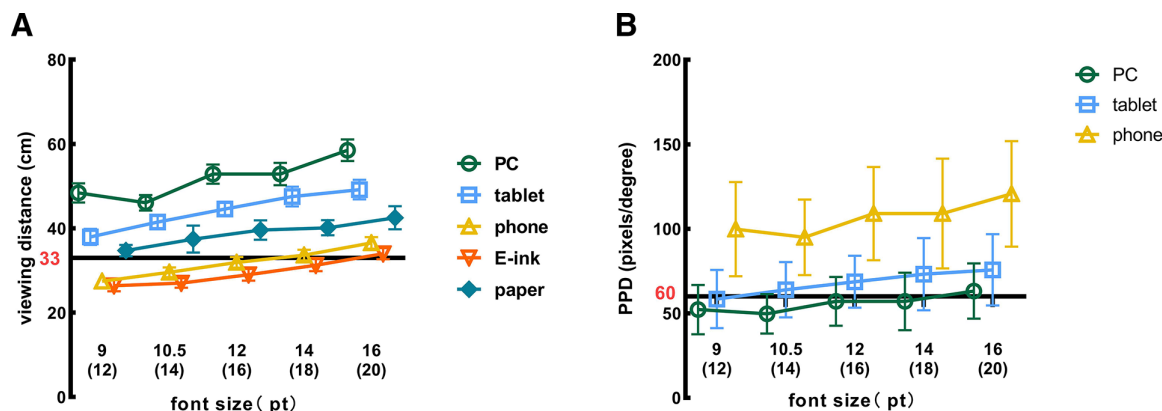 A
viewing distance (cm)
80
60
40
33
20
0
9 10.5 12 14 16
(12) (14) (16) (18) (20)
font size( pt)
PC
tablet
phone
E-ink
paper
B
PPD (pixels/degree)
200
150
100
60
50
0
9 10.5 12 14 16
(12) (14) (16) (18) (20)
font size( pt)
PC
tablet
phone